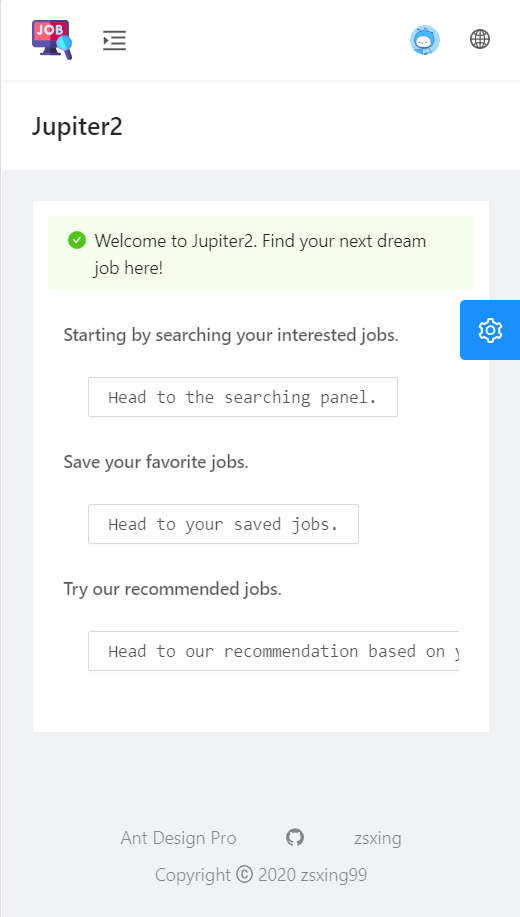 JOB
Jupiter2
Welcome to Jupiter2. Find your next dream
job here!
Starting by searching your interested jobs.
Head to the searching panel.
Save your favorite jobs.
Head to your saved jobs.
Try our recommended jobs.
Head to our recommendation based on
Ant Design Pro zsxing
Copyright © 2020 zsxing99